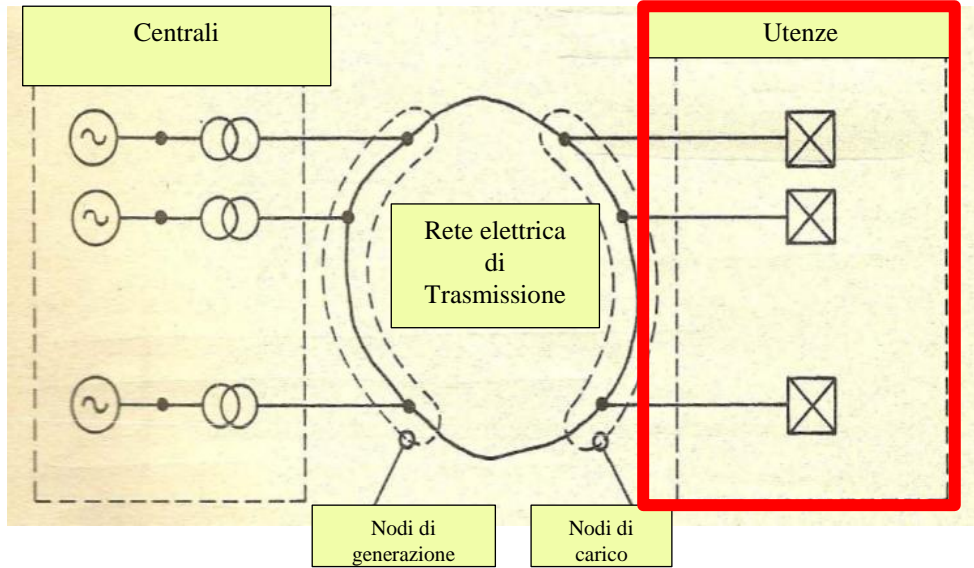 Centrali
Utenze
Rete elettrica
di
Trasmissione
Nodi di
generazione
Nodi di
carico